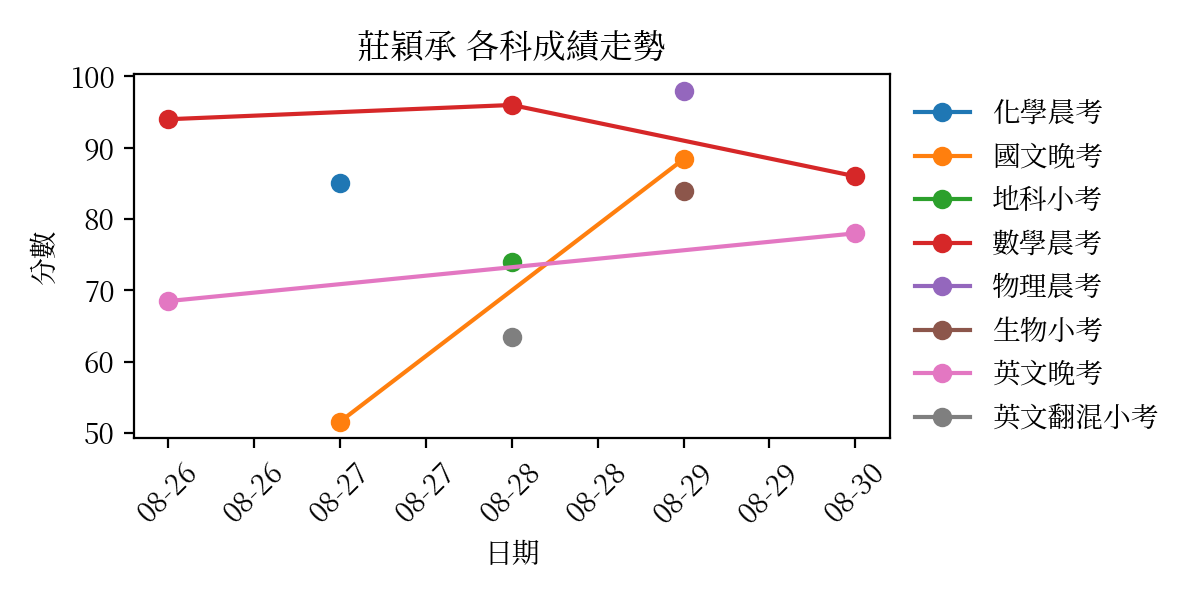 莊穎承 各科成績走勢
分數
100
90
80
70
60
50
08-26
08-26
08-27
08-27
08-28
08-28
08-29
08-29
08-30
日期
化學晨考
國文晚考
地科小考
數學晨考
物理晨考
生物小考
英文晚考
英文翻混小考